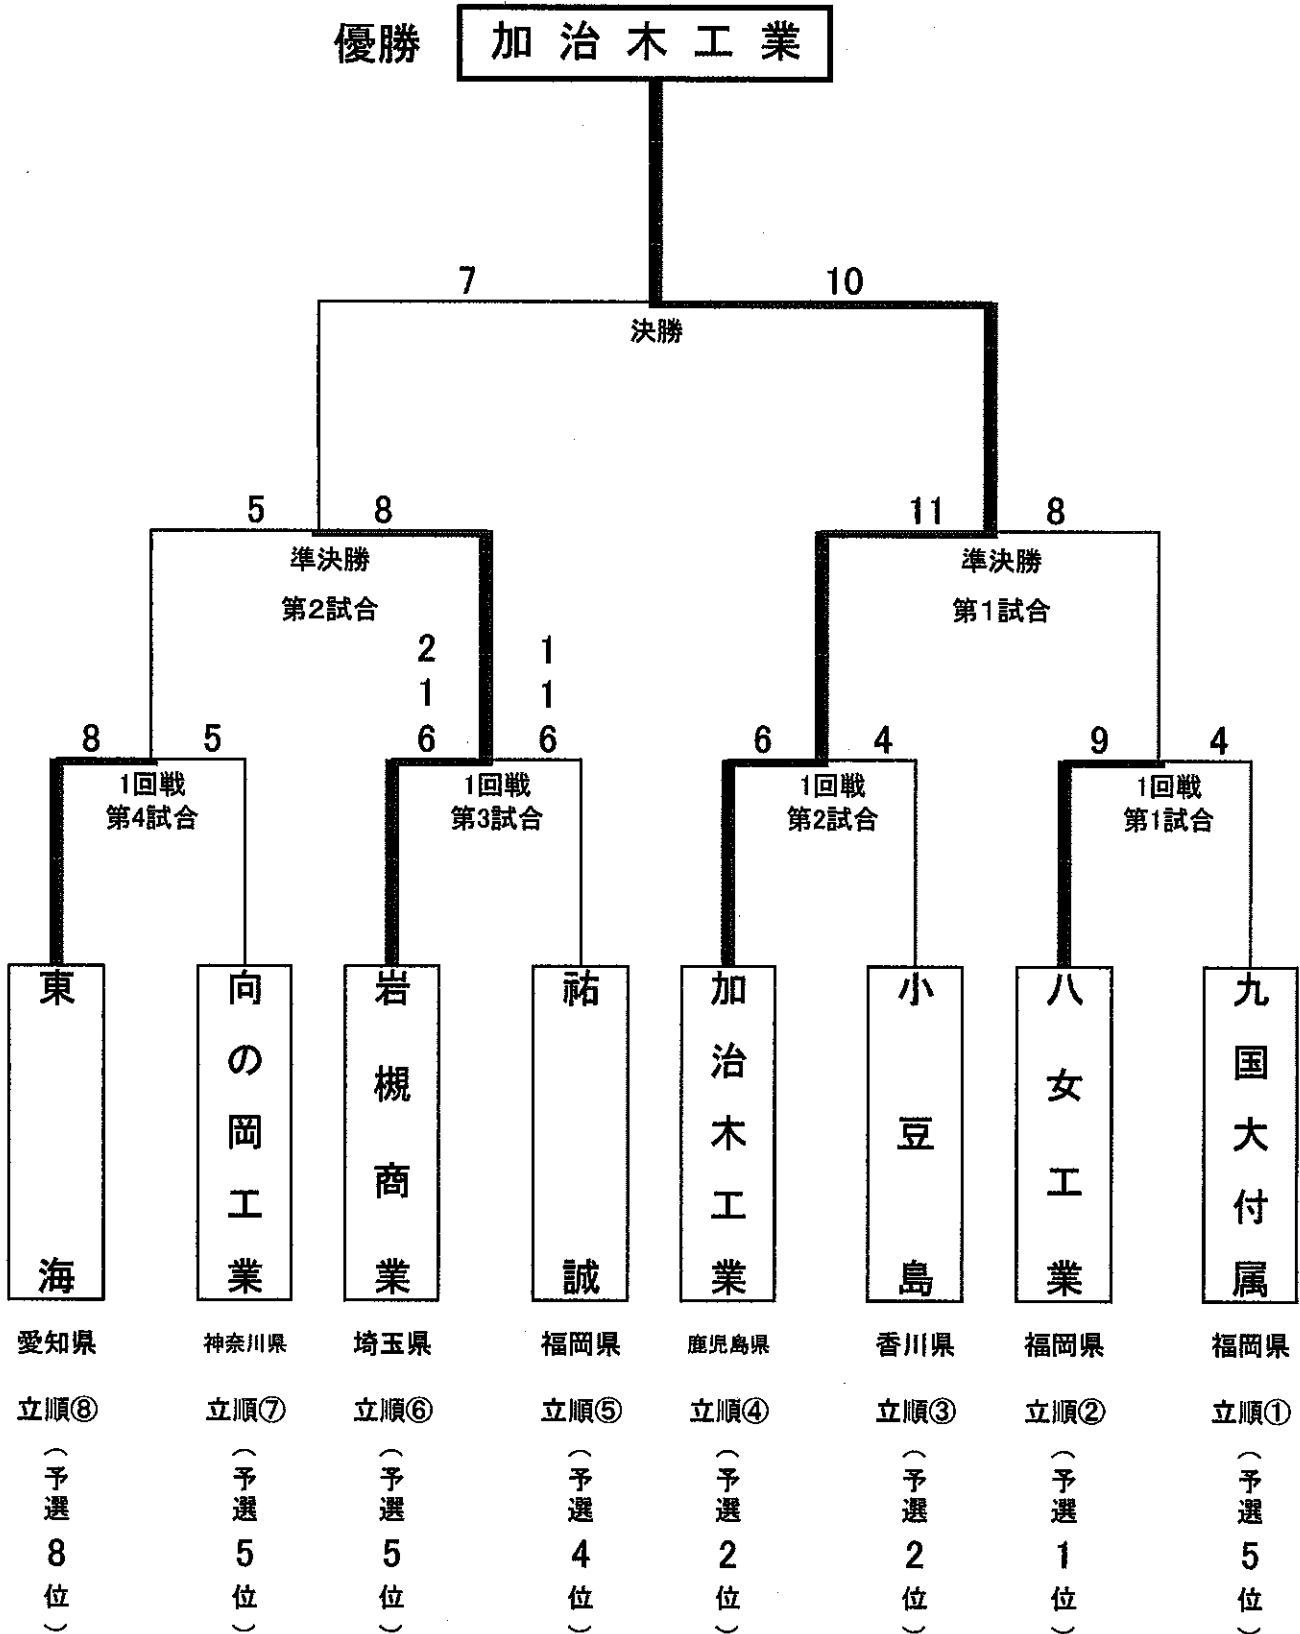 優勝 加治木工業
7 10
決勝
5 8 11 8
準決勝 準決勝
第2試合 第1試合
2 1
1 1
8 5 6 6 6 4 9 4
1回戦 1回戦 1回戦 1回戦
第4試合 第3試合 第2試合 第1試合
東海
向の岡工業
岩槻商業
祐誠
加治木工業
小豆島
八女工業
九国大付属
愛知県 神奈川県 埼玉県 福岡県 鹿児島県 香川県 福岡県 福岡県
立順⑧ 立順⑦ 立順⑥ 立順⑤ 立順④ 立順③ 立順② 立順①
(予選8位)
(予選5位)
(予選5位)
(予選4位)
(予選2位)
(予選2位)
(予選1位)
(予選5位)